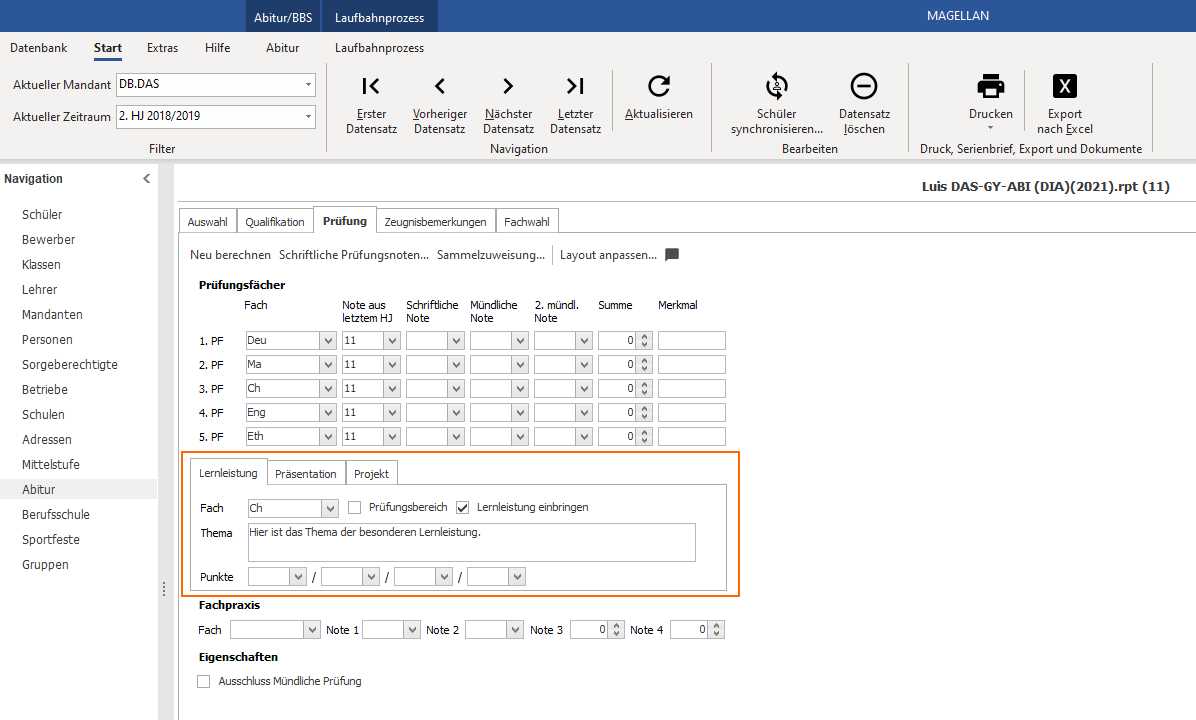 Abitur/BBS Laufbahnprozess MAGELLAN
Datenbank Start Extras Hilfe Abitur Laufbahnprozess
Aktueller Mandant DB.DAS
Aktueller Zeitraum 2. HJ 2018/2019
Filter
Erster Datensatz
Vorheriger Datensatz
Nächster Datensatz
Letzter Datensatz
Aktualisieren
Navigation
Schüler synchronisieren...
Datensatz löschen
Bearbeiten
Drucken
Export nach Excel
Druck, Serienbrief, Export und Dokumente
Navigation
Schüler
Bewerber
Klassen
Lehrer
Mandanten
Personen
Sorgeberechtigte
Betriebe
Schulen
Adressen
Mittelstufe
Abitur
Berufsschule
Sportfeste
Gruppen
Luis DAS-GY-ABI (DIA)(2021).rpt (11)
Auswahl Qualifikation Prüfung Zeugnisbemerkungen Fachwahl
Neu berechnen Schriftliche Prüfungsnoten... Sammelzuweisung... Layout anpassen...
Prüfungsfächer
Fach Note aus letztem HJ Schriftliche Note Mündliche Note 2. mündl. Note Summe Merkmal
1. PF Deu 11 0
2. PF Ma 11 0
3. PF Ch 11 0
4. PF Eng 11 0
5. PF Eth 11 0
Lernleistung Präsentation Projekt
Fach Ch Prüfungsbereich Lernleistung einbringen
Thema Hier ist das Thema der besonderen Lernleistung.
Punkte / / /
Fachpraxis
Fach Note 1 Note 2 Note 3 0 Note 4 0
Eigenschaften
Ausschluss Mündliche Prüfung